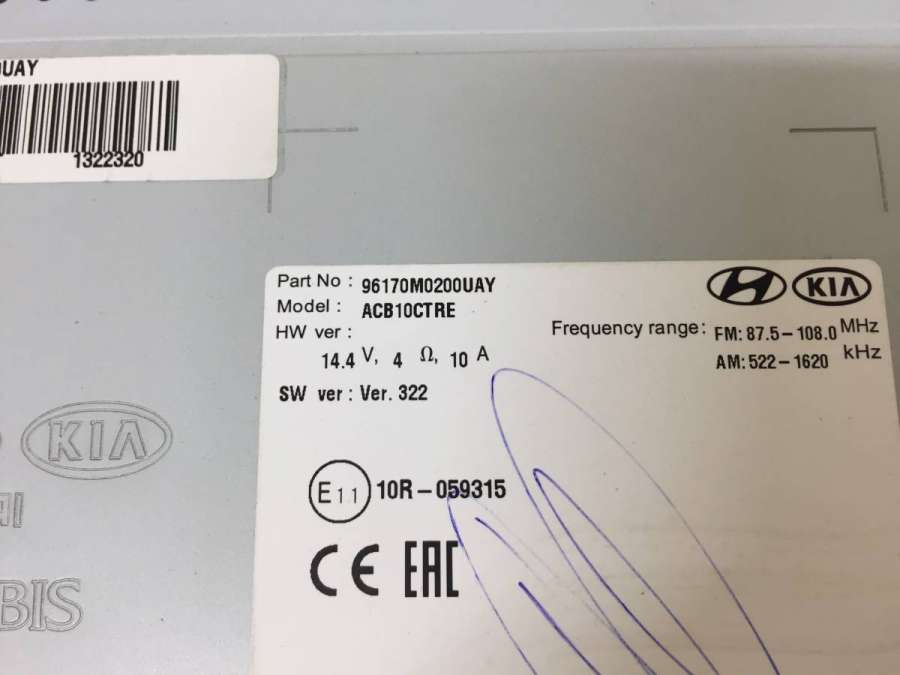 UAY
1322320
Part No : 96170M0200UAY
Model : ACB10CTRE
HW ver :
14.4 V, 4 Ω, 10 A
SW ver : Ver. 322
KIA
Frequency range: FM: 87.5-108.0 MHz
AM: 522-1620 kHz
E11 10R-059315
CE EAC
KIA
AI
BIS